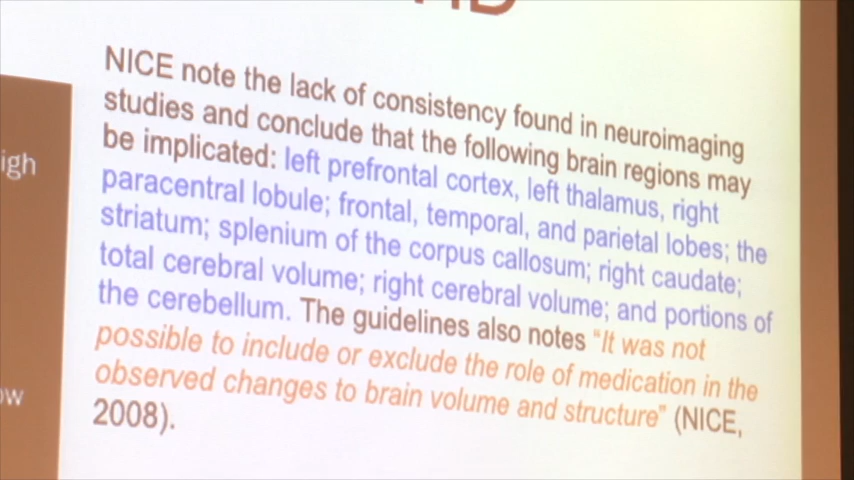 NICE note the lack of consistency found in neuroimaging
studies and conclude that the following brain regions may
be implicated: left prefrontal cortex, left thalamus, right
paracentral lobule; frontal, temporal, and parietal lobes; the
striatum; splenium of the corpus callosum; right caudate;
total cerebral volume; right cerebral volume; and portions of
the cerebellum. The guidelines also notes “It was not
possible to include or exclude the role of medication in the
observed changes to brain volume and structure” (NICE,
2008).